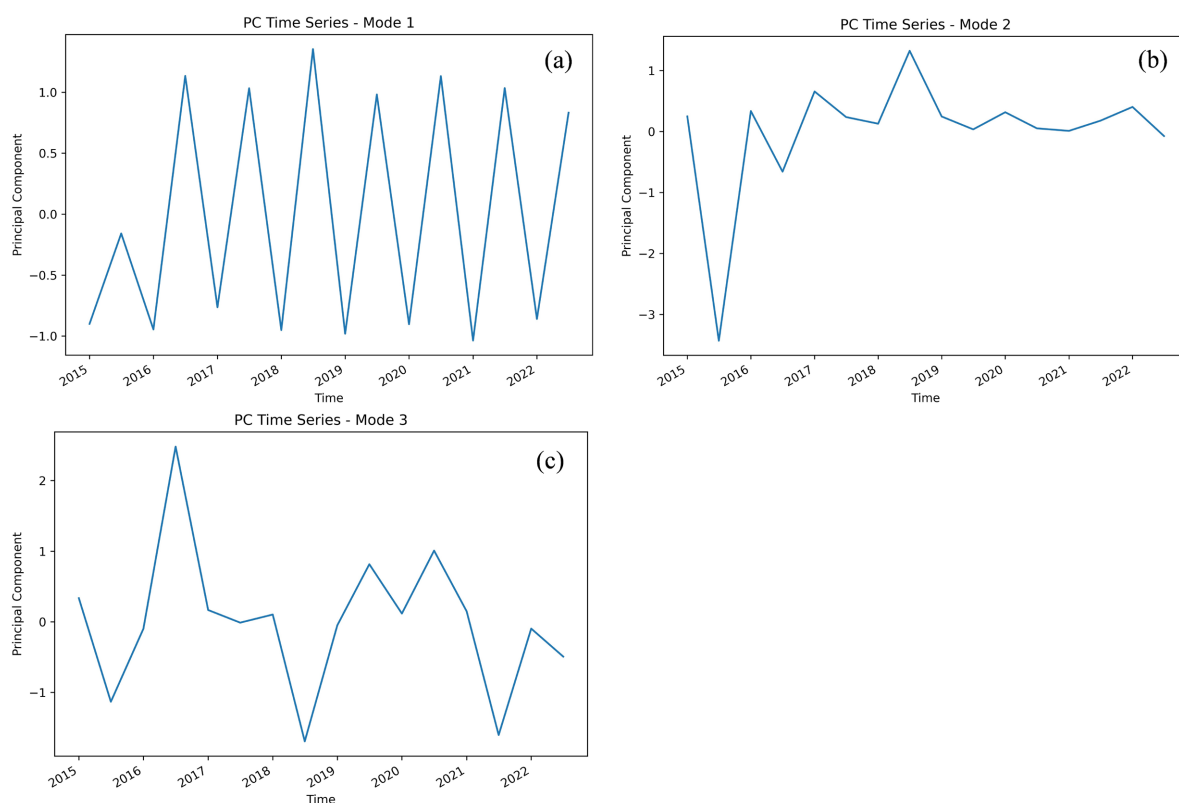 PC Time Series - Mode 1
(a)
1.0
0.5
0.0
−0.5
−1.0
Principal Component
2015 2016 2017 2018 2019 2020 2021 2022
Time
PC Time Series - Mode 2
(b)
1
0
−1
−2
−3
Principal Component
2015 2016 2017 2018 2019 2020 2021 2022
Time
PC Time Series - Mode 3
(c)
2
1
0
−1
Principal Component
2015 2016 2017 2018 2019 2020 2021 2022
Time